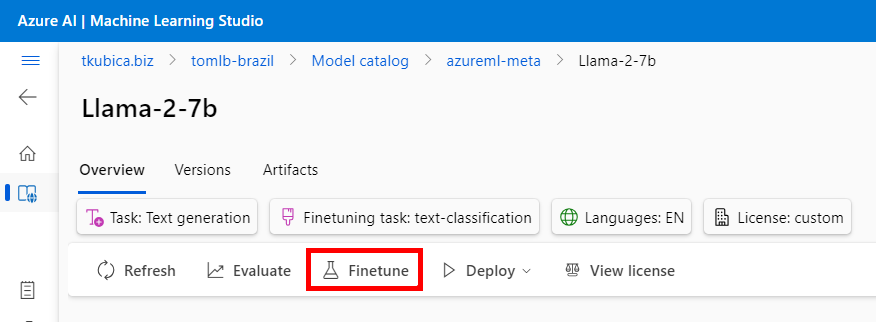 Azure AI | Machine Learning Studio
tkubica.biz > tomlb-brazil > Model catalog > azureml-meta > Llama-2-7b
Llama-2-7b
Overview Versions Artifacts
Task: Text generation Finetuning task: text-classification Languages: EN License: custom
Refresh Evaluate Finetune Deploy View license